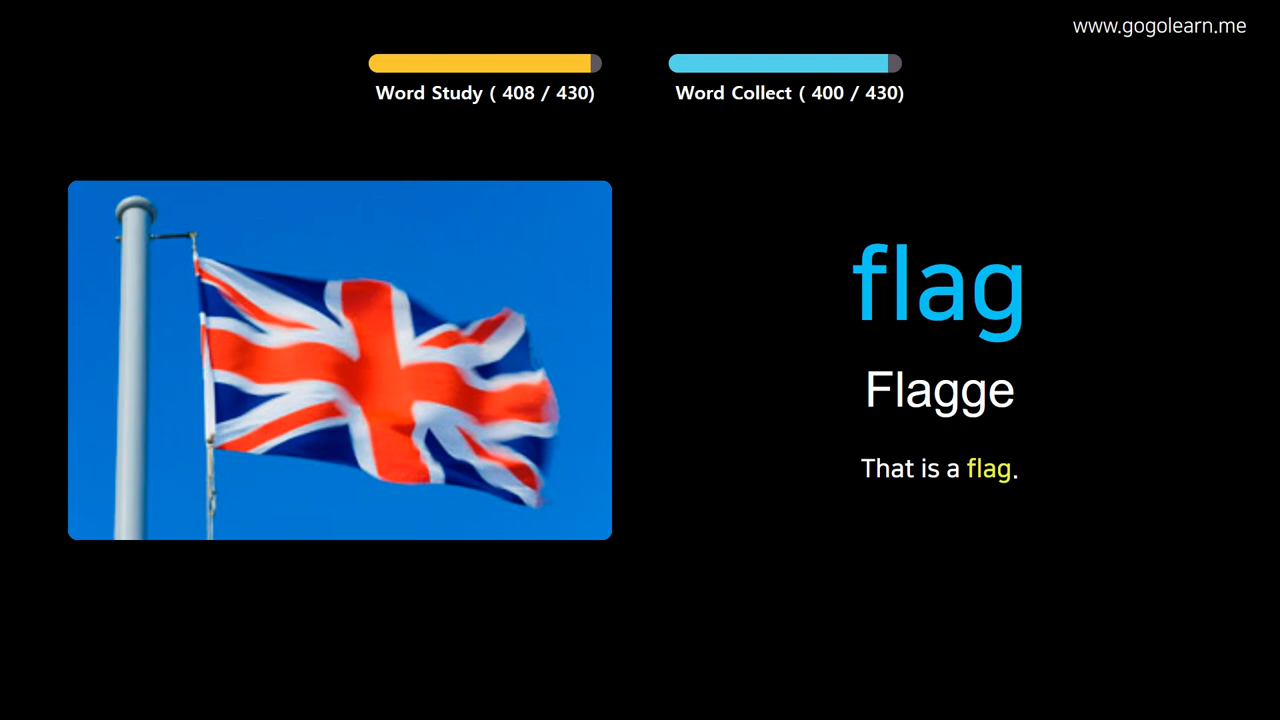 www.gogolearn.me
Word Study ( 408 / 430)
Word Collect ( 400 / 430)
flag
Flagge
That is a flag.